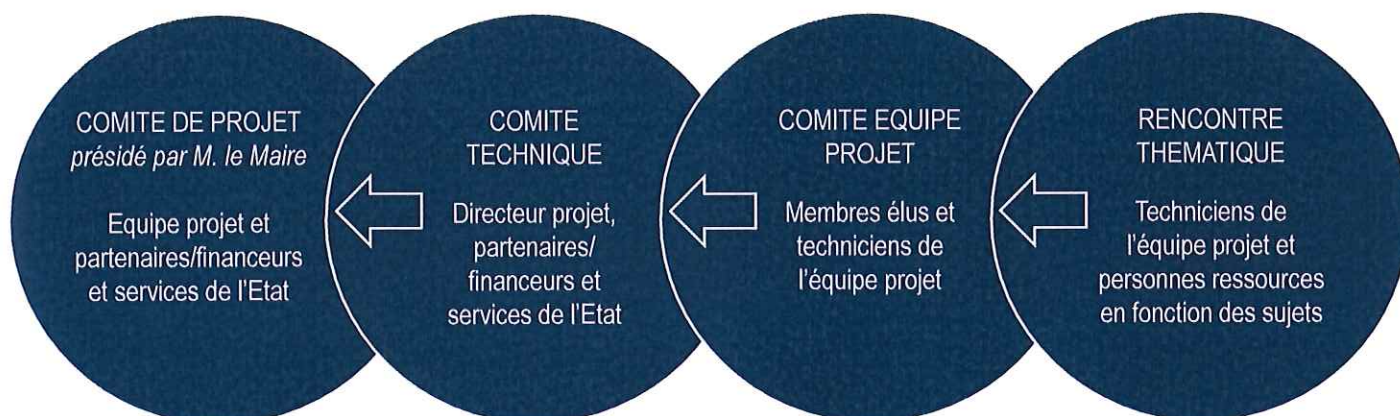 COMITE DE PROJET
présidé par M. le Maire
Equipe projet et
partenaires/financeurs
et services de l'Etat
COMITE
TECHNIQUE
Directeur projet,
partenaires/
financeurs et
services de l'Etat
COMITE EQUIPE
PROJET
Membres élus et
techniciens de
l'équipe projet
RENCONTRE
THEMATIQUE
Techniciens de
l'équipe projet et
personnes ressources
en fonction des sujets